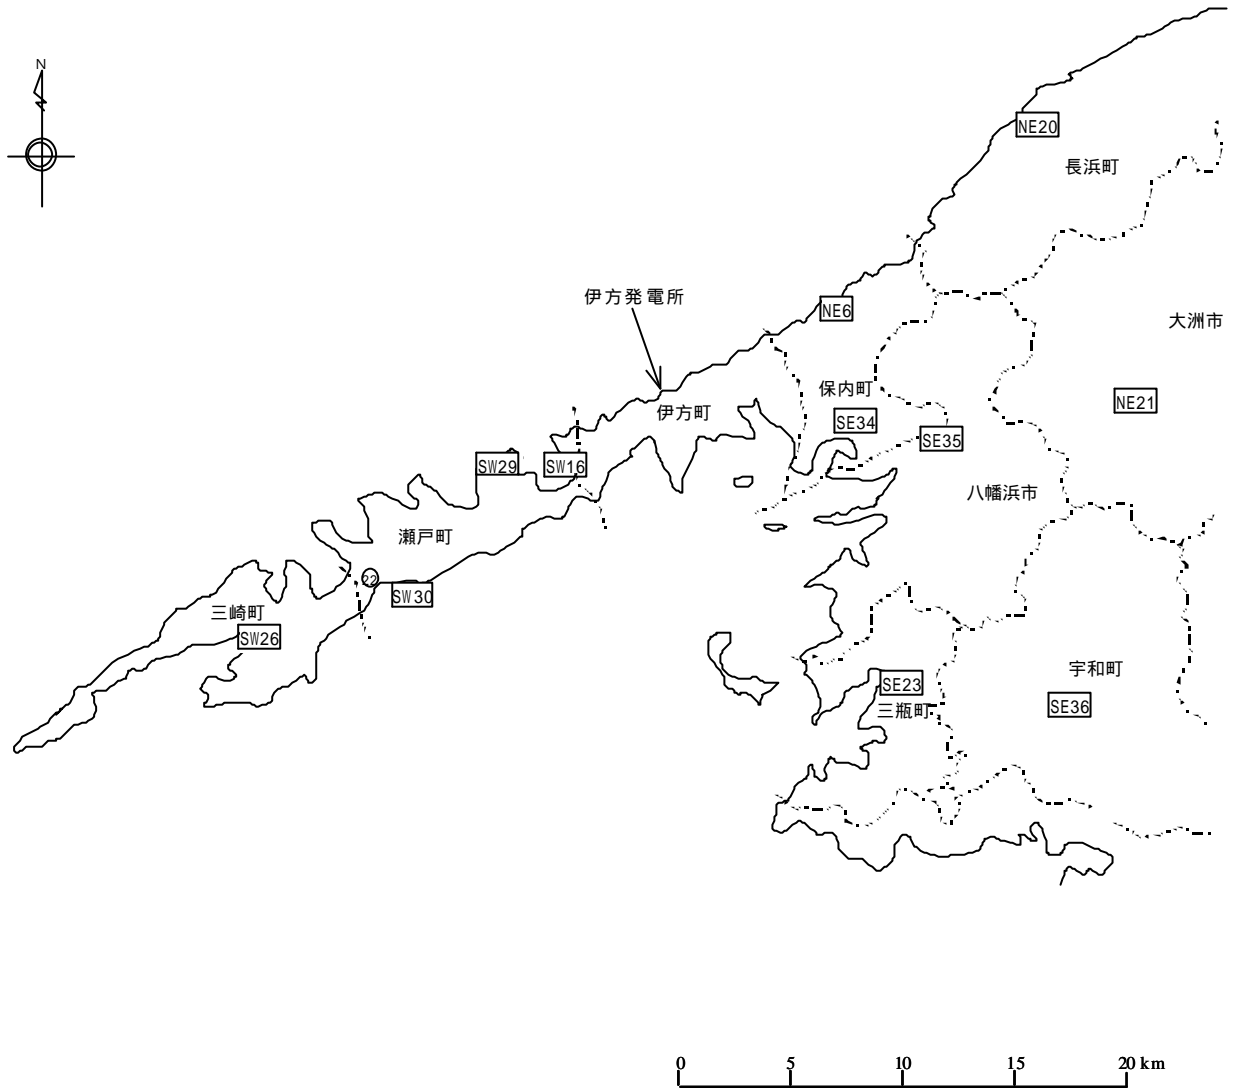 N
NE20
長浜町
伊方発電所
NE6
大洲市
保内町
NE21
伊方町
SE34
SE35
SW29
SW16
八幡浜市
瀬戸町
22
SW30
三崎町
SW26
宇和町
SE23
三瓶町
SE36
0 5 10 15 20 km